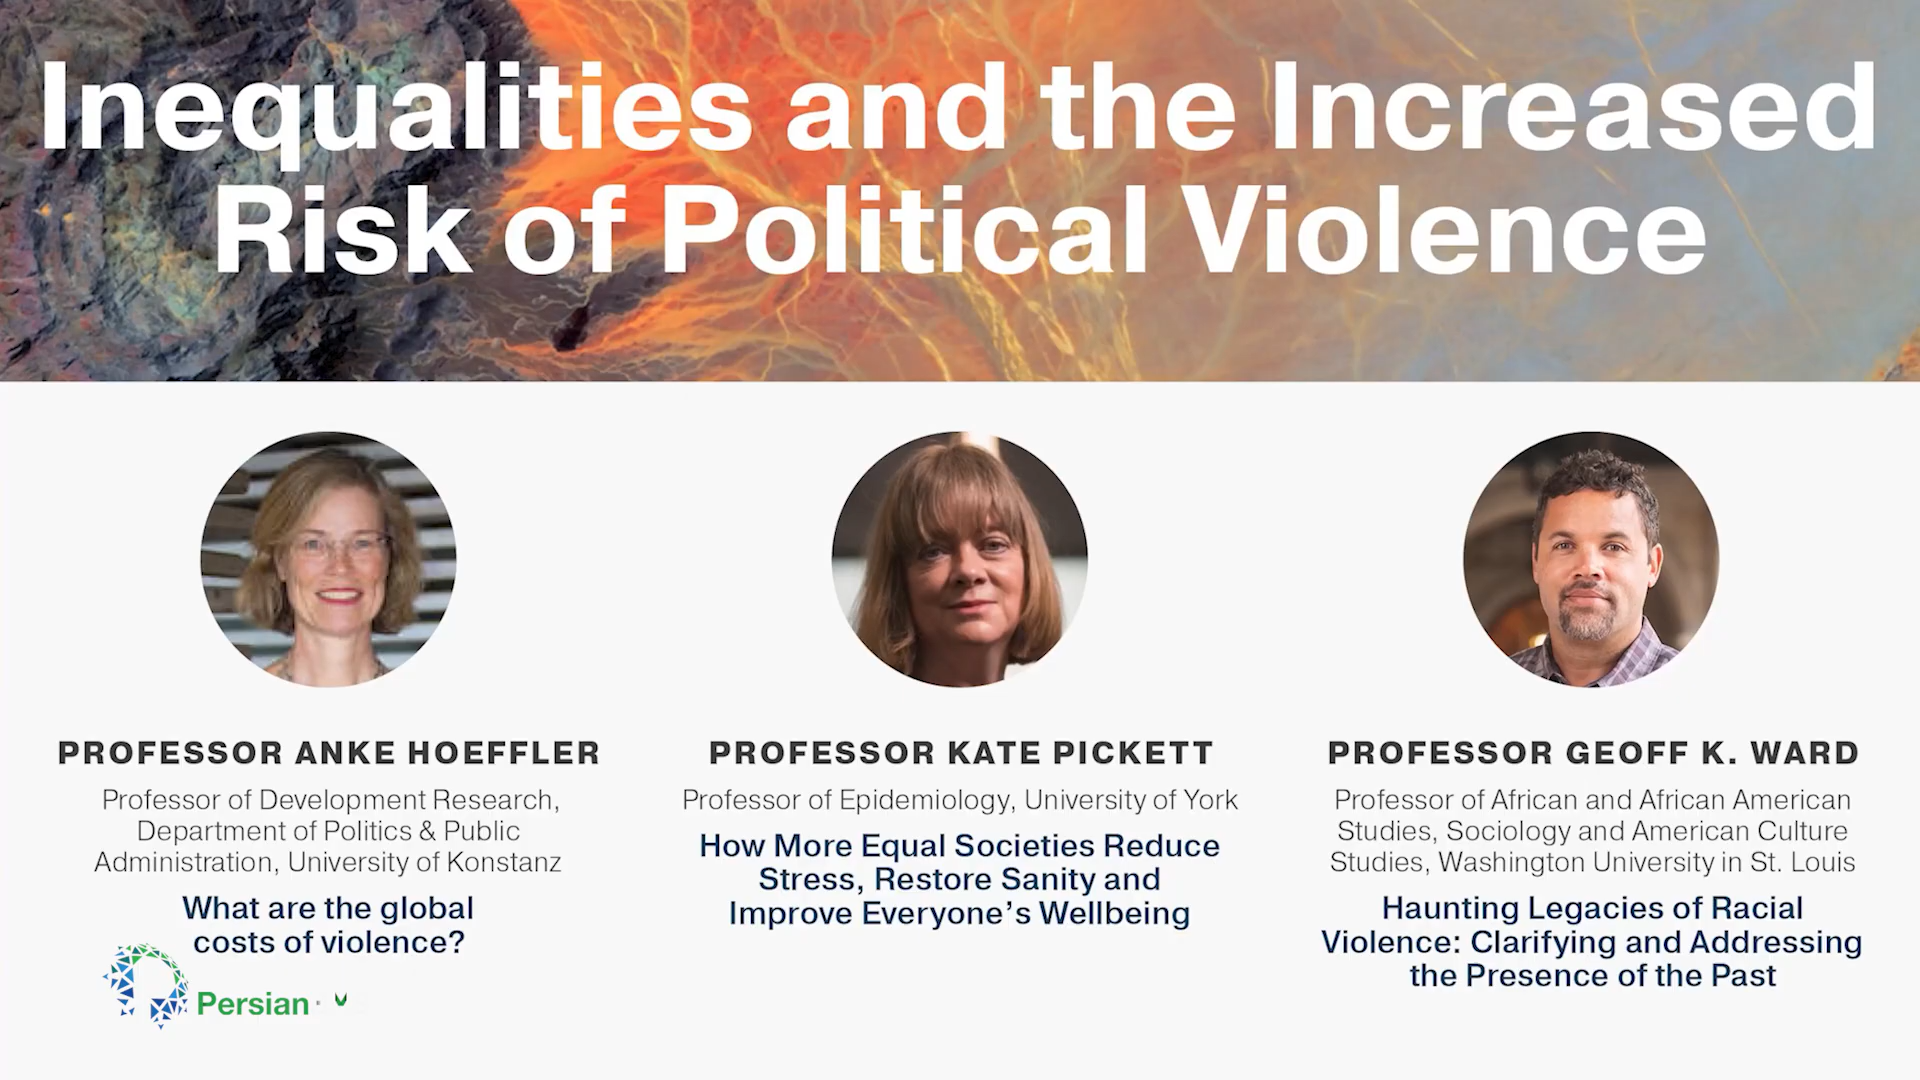 Inequalities and the Increased
Risk of Political Violence
PROFESSOR ANKE HOEFFLER
Professor of Development Research,
Department of Politics & Public
Administration, University of Konstanz
What are the global
costs of violence?
PROFESSOR KATE PICKETT
Professor of Epidemiology, University of York
How More Equal Societies Reduce
Stress, Restore Sanity and
Improve Everyone’s Wellbeing
PROFESSOR GEOFF K. WARD
Professor of African and African American
Studies, Sociology and American Culture
Studies, Washington University in St. Louis
Haunting Legacies of Racial
Violence: Clarifying and Addressing
the Presence of the Past
Persian